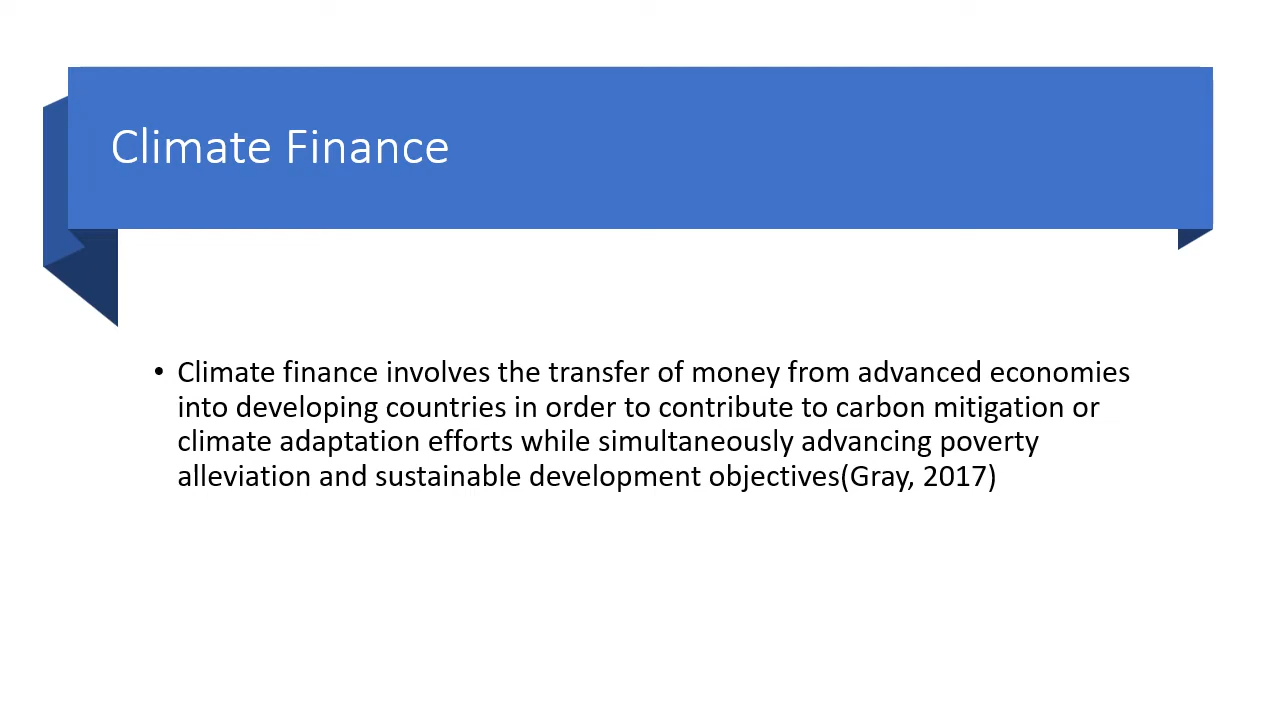 Climate Finance
• Climate finance involves the transfer of money from advanced economies
into developing countries in order to contribute to carbon mitigation or
climate adaptation efforts while simultaneously advancing poverty
alleviation and sustainable development objectives(Gray, 2017)